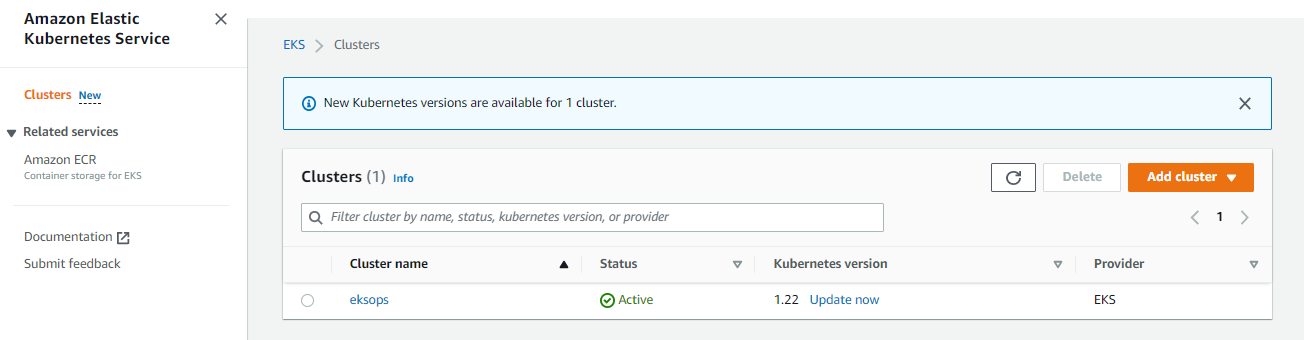 Amazon Elastic
Kubernetes Service
Clusters New
Related services
Amazon ECR
Container storage for EKS
Documentation
Submit feedback
EKS Clusters
New Kubernetes versions are available for 1 cluster.
Clusters (1) Info
Delete
Add cluster
Filter cluster by name, status, kubernetes version, or provider
1
Cluster name Status Kubernetes version Provider
eksops Active 1.22 Update now EKS